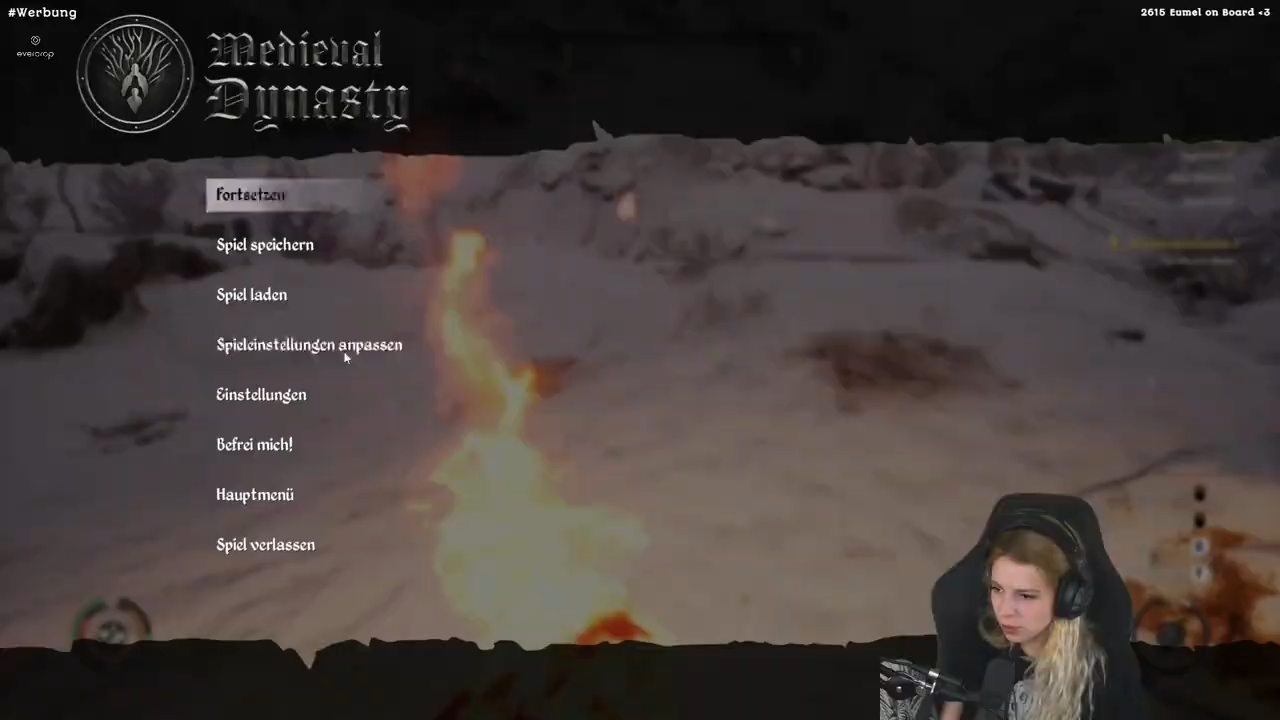 #Werbung
2615 Eumel on Board <3
evercrop
Medieval
Dynasty
Fortsetzen
Spiel speichern
Spiel laden
Spieleinstellungen anpassen
Einstellungen
Befrei mich!
Hauptmenü
Spiel verlassen